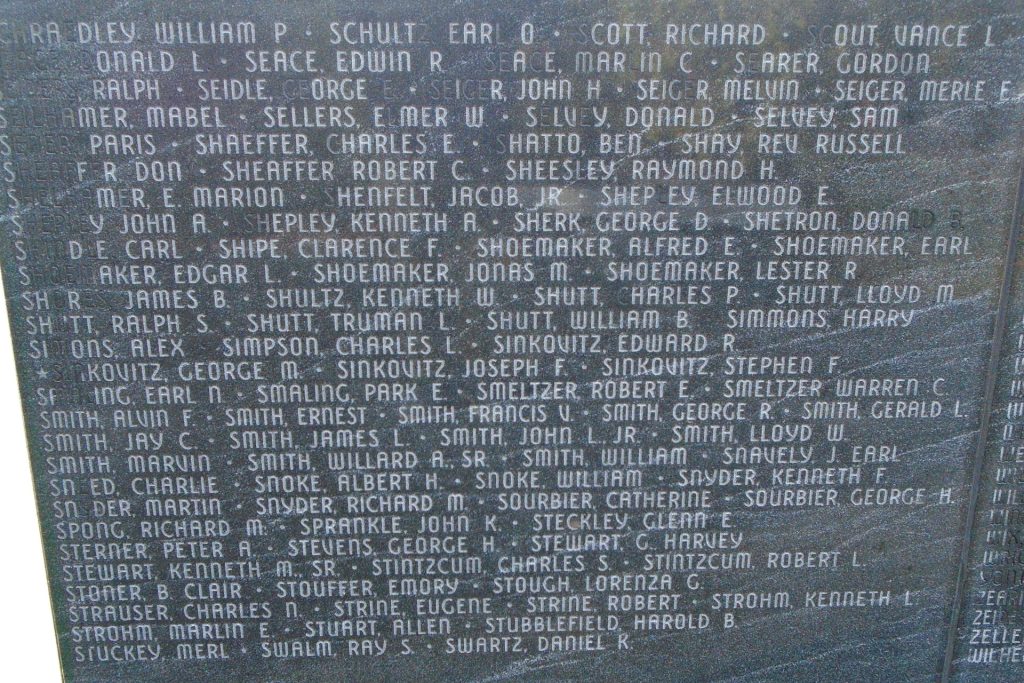 WILLIAM P · SCHULTZ EARL O · SCOTT, RICHARD · SCOUT, VANCE L
L · SEACE, EDWIN R SEACE, MARLIN C · SEARER, GORDON
RALPH · SEIDLE, GEORGE E. · SEIGER, JOHN H · SEIGER, MELVIN · SEIGER, MERLE E.
MABEL · SELLERS, ELMER W · SELVEY, DONALD · SELVEY, SAM
PARIS · SHAEFFER, CHARLES E. · SHATTO, BEN · SHAY, REV. RUSSELL
DON · SHEAFFER ROBERT C. · SHEESLEY, RAYMOND H.
E. MARION · SHENFELT, JACOB, JR. · SHEPLEY, ELWOOD E.
JOHN A. · SHEPLEY, KENNETH A. · SHERK, GEORGE D · SHETRON, DONALD B.
CARL · SHIPE, CLARENCE F. · SHOEMAKER, ALFRED E. · SHOEMAKER, EARL
SHOEMAKER, EDGAR L. · SHOEMAKER, JONAS M. · SHOEMAKER, LESTER R
JAMES B · SHULTZ, KENNETH W. · SHUTT, CHARLES P · SHUTT, LLOYD M
SHUTT, RALPH S. · SHUTT, TRUMAN L. · SHUTT, WILLIAM B. SIMMONS, HARRY
SIMONS, ALEX SIMPSON, CHARLES L. · SINKOVITZ, EDWARD R.
★ SINKOVITZ, GEORGE M. · SINKOVITZ, JOSEPH F. · SINKOVITZ, STEPHEN F.
EARL N · SMALING, PARK E. · SMELTZER, ROBERT E. · SMELTZER WARREN C
SMITH, ALVIN F. · SMITH, ERNEST · SMITH, FRANCIS V. · SMITH, GEORGE R. · SMITH, GERALD L.
SMITH, JAY C. · SMITH, JAMES L. · SMITH, JOHN L., JR. · SMITH, LLOYD W.
SMITH, MARVIN · SMITH, WILLARD A., SR. · SMITH, WILLIAM · SNAVELY J. EARL
CHARLIE · SNOKE, ALBERT H. · SNOKE, WILLIAM · SNYDER, KENNETH F.
SNYDER, MARTIN · SNYDER, RICHARD M. · SOURBIER, CATHERINE · SOURBIER, GEORGE H.
SPONG, RICHARD M. · SPRANKLE, JOHN K. · STECKLEY, GLENN E.
STERNER, PETER A. · STEVENS, GEORGE H. · STEWART, G. HARVEY
STEWART, KENNETH M., SR. · STINTZCUM, CHARLES S. · STINTZCUM, ROBERT L.
STONER, B. CLAIR · STOUFFER, EMORY · STOUGH, LORENZA G.
STRAUSER, CHARLES N. · STRINE, EUGENE · STRINE, ROBERT · STROHM, KENNETH L.
STROHM, MARLIN E. · STUART, ALLEN · STUBBLEFIELD, HAROLD B.
STUCKEY, MERL · SWALM, RAY S. · SWARTZ, DANIEL K.